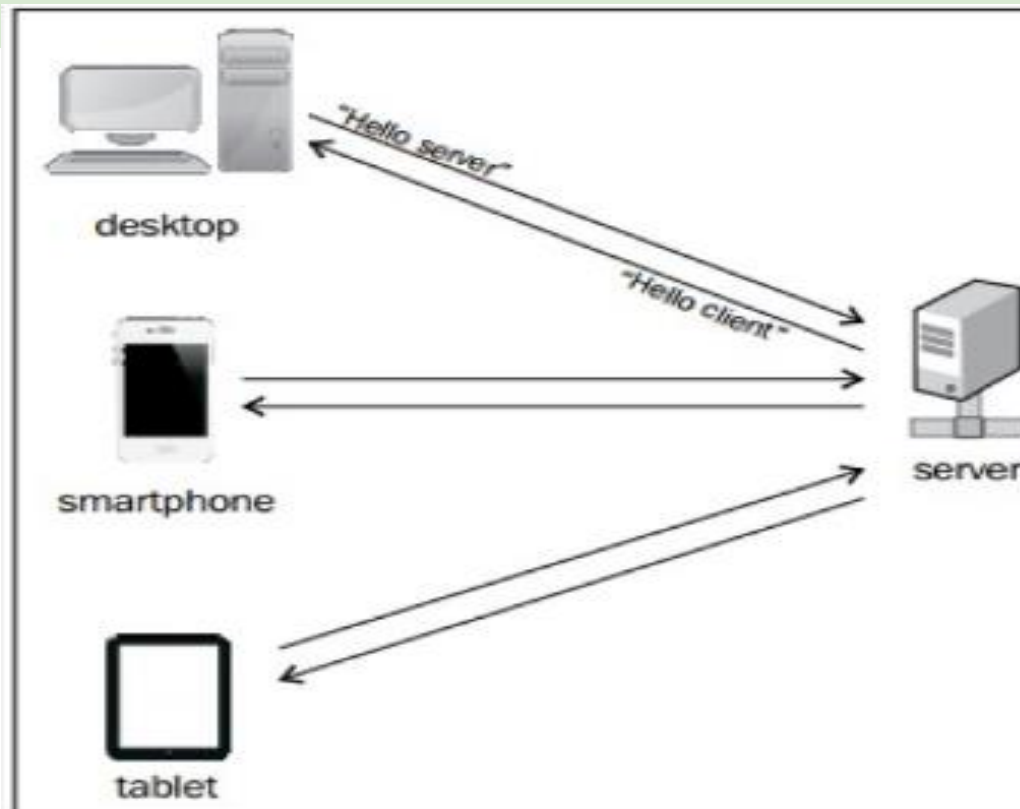 "Hello server"
desktop
"Hello client"
smartphone
server
tablet